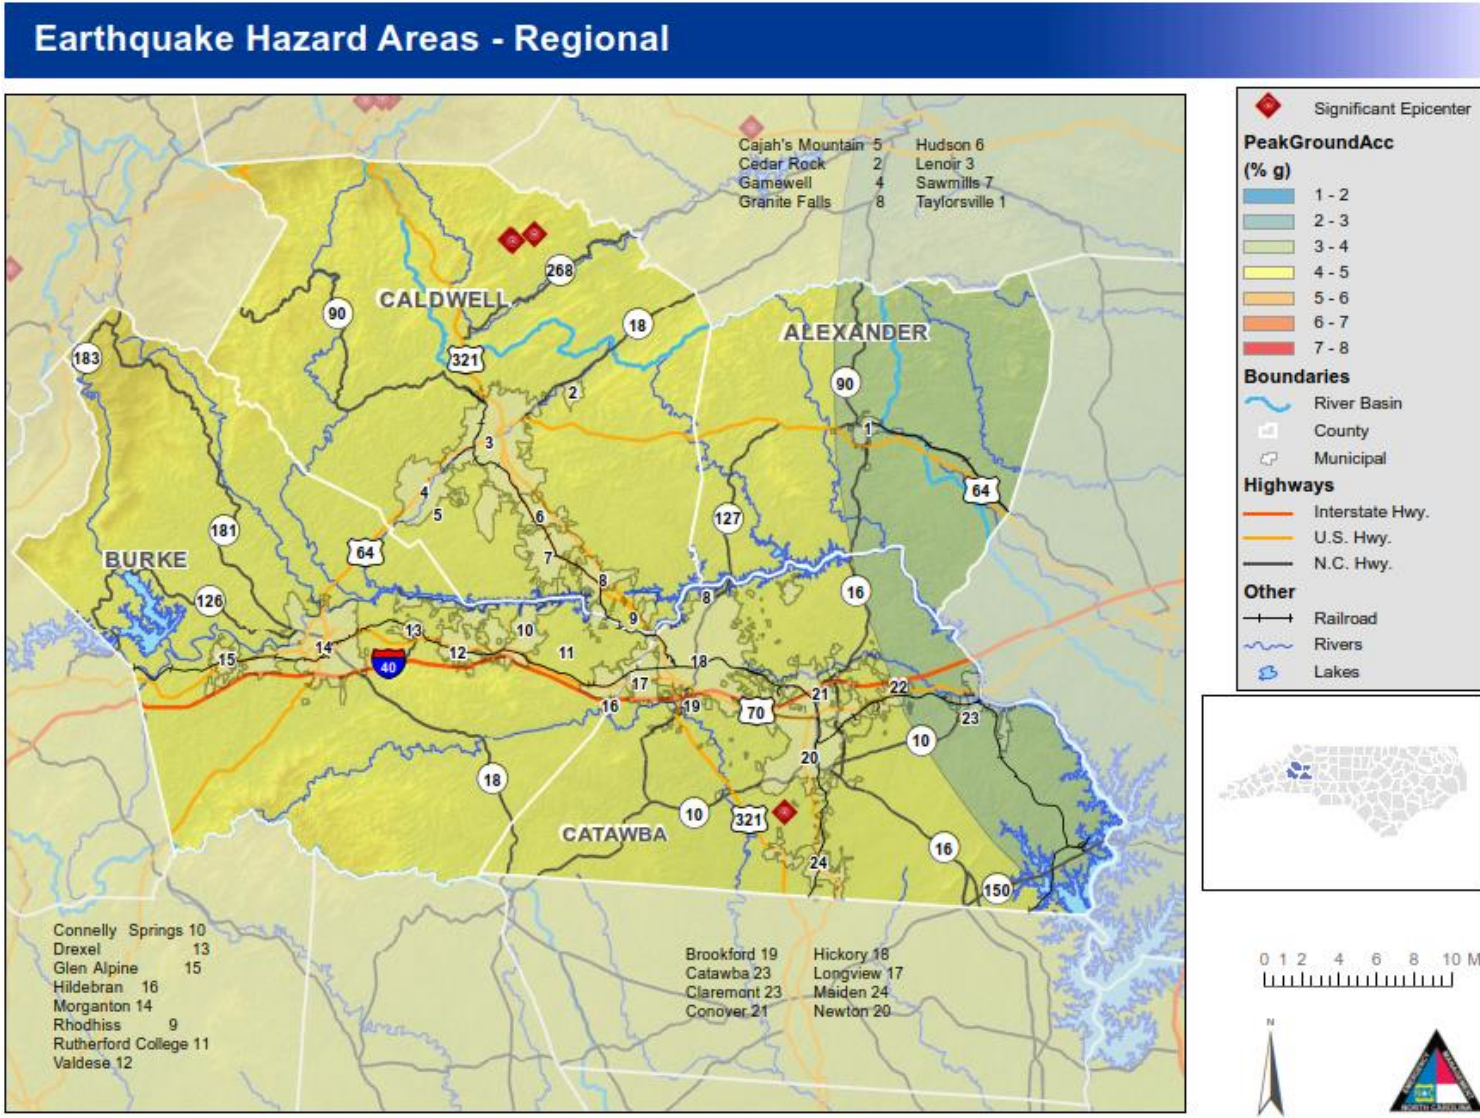 Earthquake Hazard Areas - Regional
Cajah's Mountain 5 Hudson 6
Cedar Rock 2 Lenoir 3
Gamewell 4 Sawmills 7
Granite Falls 8 Taylorsville 1
268
CALDWELL
90
18
ALEXANDER
183
321
90
2
1
3
4
64
5
6
127
181
7
BURKE
64
8
16
126
8
9
13
10
14
11
12
15
40
18
17
22
21
16
19
70
23
10
20
18
10
321
CATAWBA
16
24
150
Connelly Springs 10
Drexel 13
Glen Alpine 15
Hildebran 16
Morganton 14
Rhodhiss 9
Rutherford College 11
Valdese 12
Brookford 19 Hickory 18
Catawba 23 Longview 17
Claremont 23 Maiden 24
Conover 21 Newton 20
Significant Epicenter
PeakGroundAcc
(% g)
1 - 2
2 - 3
3 - 4
4 - 5
5 - 6
6 - 7
7 - 8
Boundaries
River Basin
County
Municipal
Highways
Interstate Hwy.
U.S. Hwy.
N.C. Hwy.
Other
Railroad
Rivers
Lakes
0 1 2 4 6 8 10 M
N
EMERGENCY
MANAGEMENT
NORTH CAROLINA